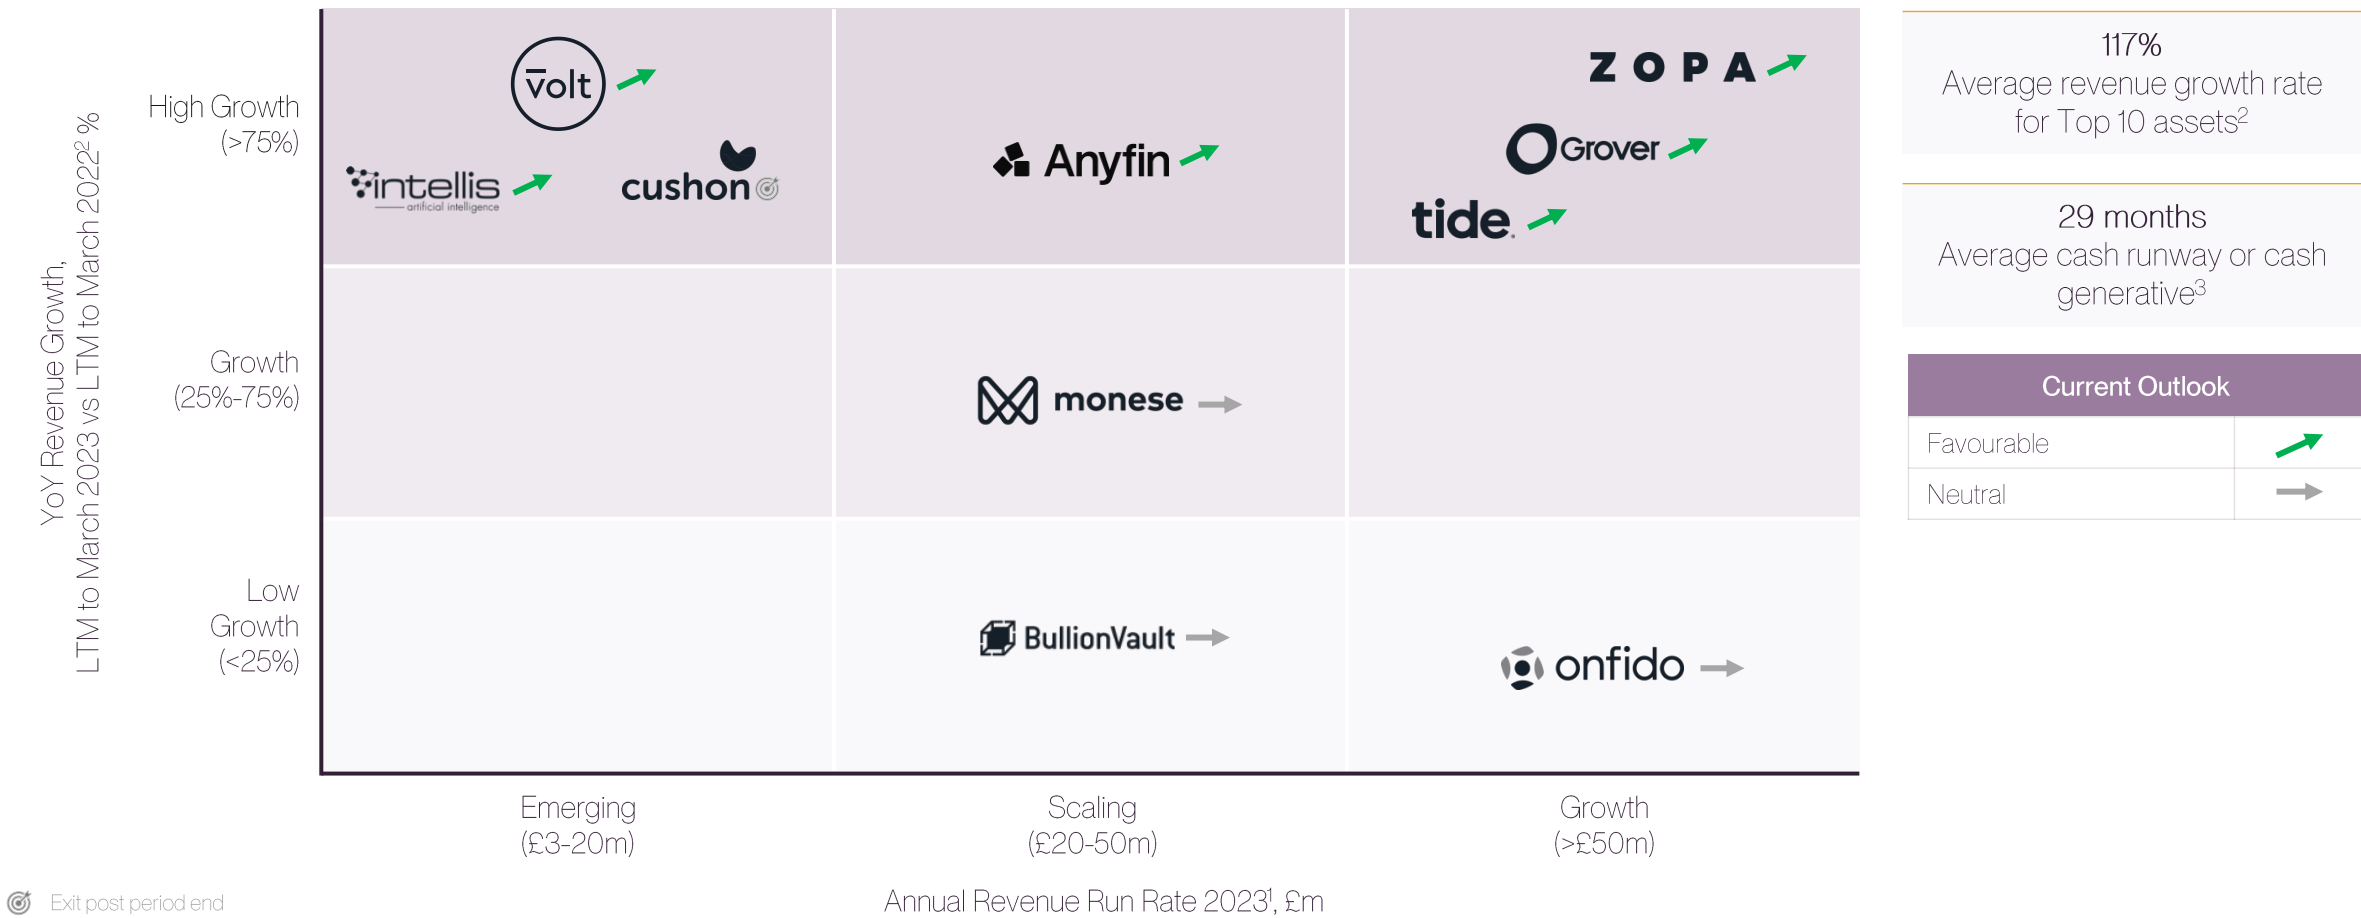 YoY Revenue Growth,
LTM to March 2023 vs LTM to March 2022² %
High Growth
(>75%)
Growth
(25%-75%)
Low
Growth
(<25%)
volt
intellis
artificial intelligence
cushon
Anyfin
ZOPA
Grover
tide
monese
BullionVault
onfido
Emerging
(£3-20m)
Scaling
(£20-50m)
Growth
(>£50m)
Annual Revenue Run Rate 2023¹, £m
Exit post period end
117%
Average revenue growth rate
for Top 10 assets²
29 months
Average cash runway or cash
generative³
Current Outlook
Favourable
Neutral